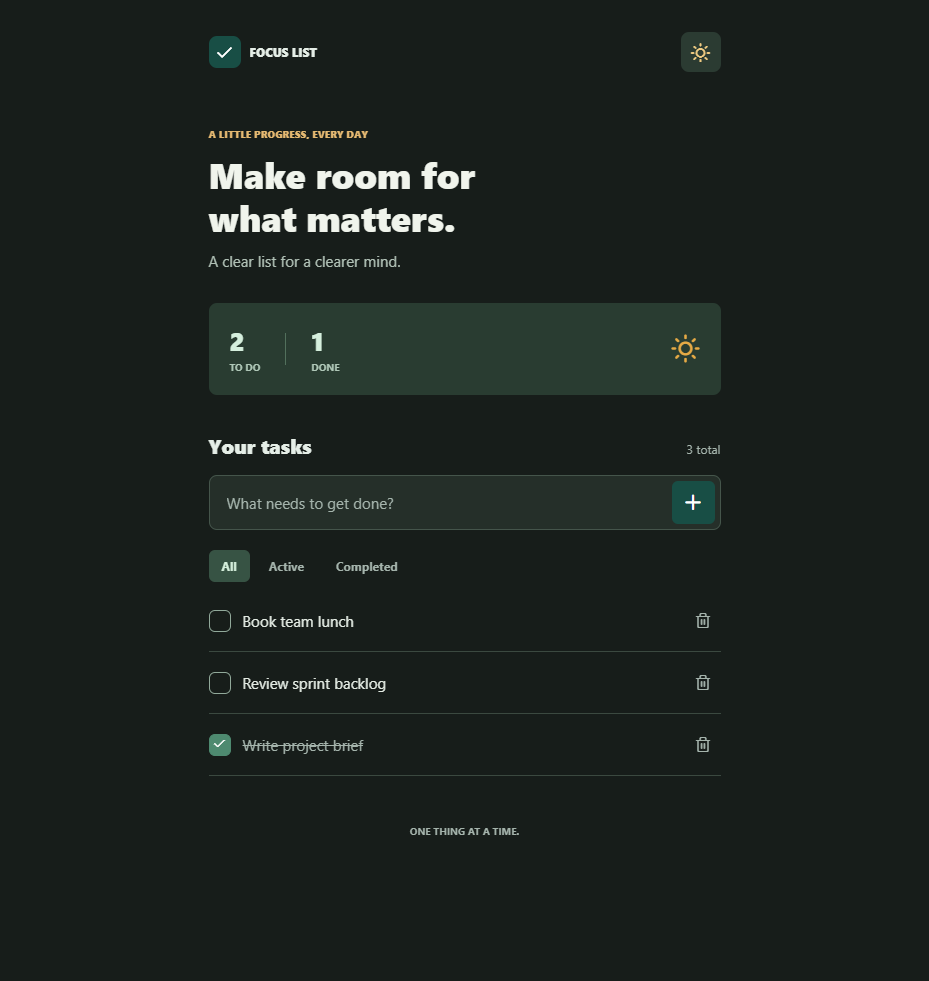 FOCUS LIST
A LITTLE PROGRESS, EVERY DAY
Make room for
what matters.
A clear list for a clearer mind.
2
TO DO
1
DONE
Your tasks
3 total
What needs to get done?
All
Active
Completed
Book team lunch
Review sprint backlog
Write project brief
ONE THING AT A TIME.